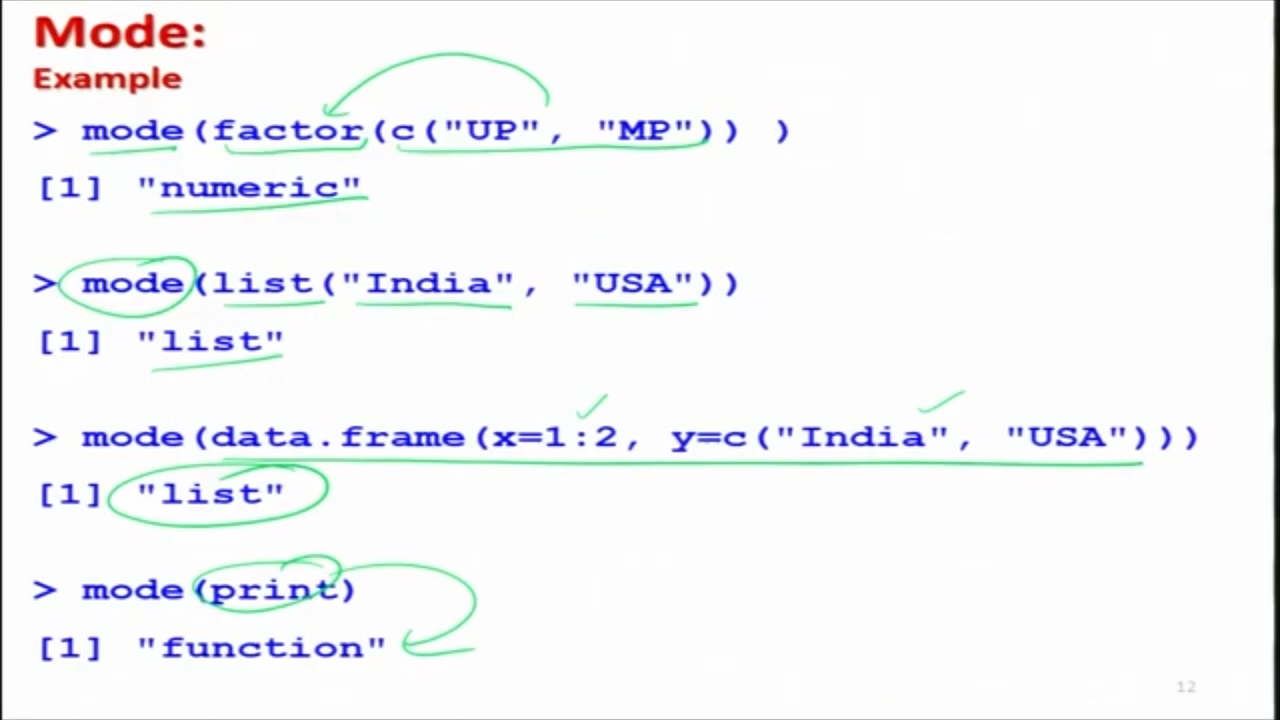 Mode:
Example
> mode(factor(c("UP", "MP")) )
[1] "numeric"
> mode(list("India", "USA"))
[1] "list"
> mode(data.frame(x=1:2, y=c("India", "USA")))
[1] "list"
> mode(print)
[1] "function"
12